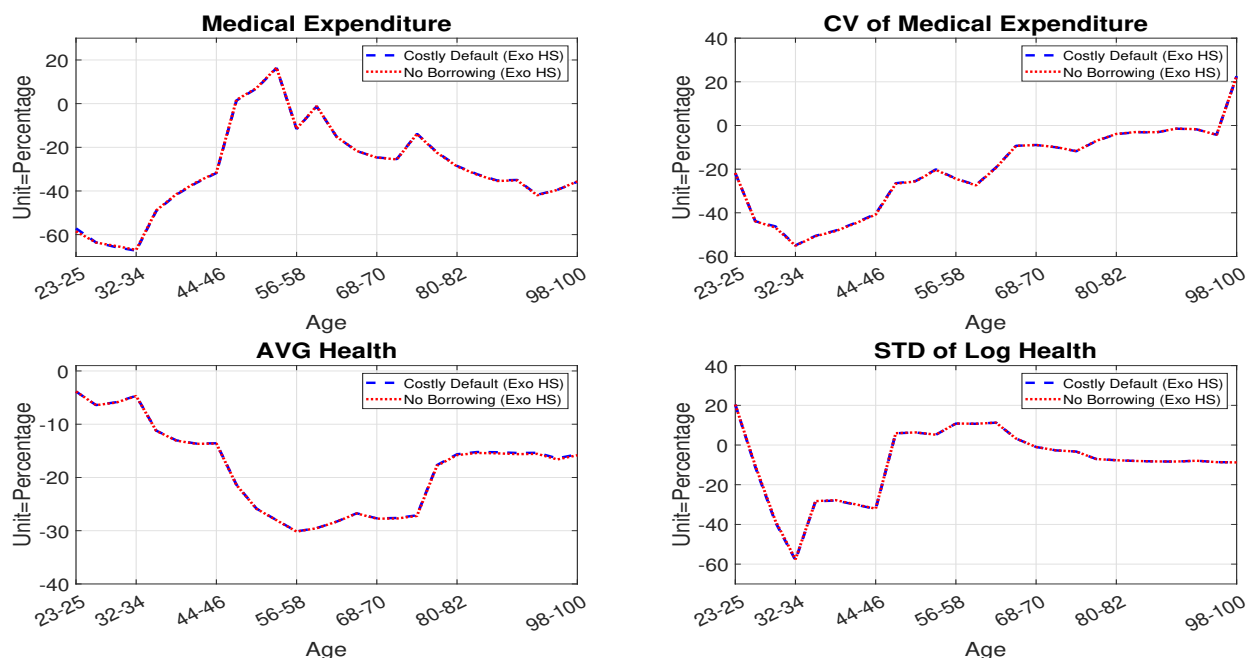 Medical Expenditure
Costly Default (Exo HS)
No Borrowing (Exo HS)
Unit=Percentage
20
0
-20
-40
-60
23-25
32-34
44-46
56-58
68-70
80-82
98-100
Age
CV of Medical Expenditure
Costly Default (Exo HS)
No Borrowing (Exo HS)
Unit=Percentage
40
20
0
-20
-40
-60
23-25
32-34
44-46
56-58
68-70
80-82
98-100
Age
AVG Health
Costly Default (Exo HS)
No Borrowing (Exo HS)
Unit=Percentage
0
-10
-20
-30
-40
23-25
32-34
44-46
56-58
68-70
80-82
98-100
Age
STD of Log Health
Costly Default (Exo HS)
No Borrowing (Exo HS)
Unit=Percentage
40
20
0
-20
-40
-60
23-25
32-34
44-46
56-58
68-70
80-82
98-100
Age